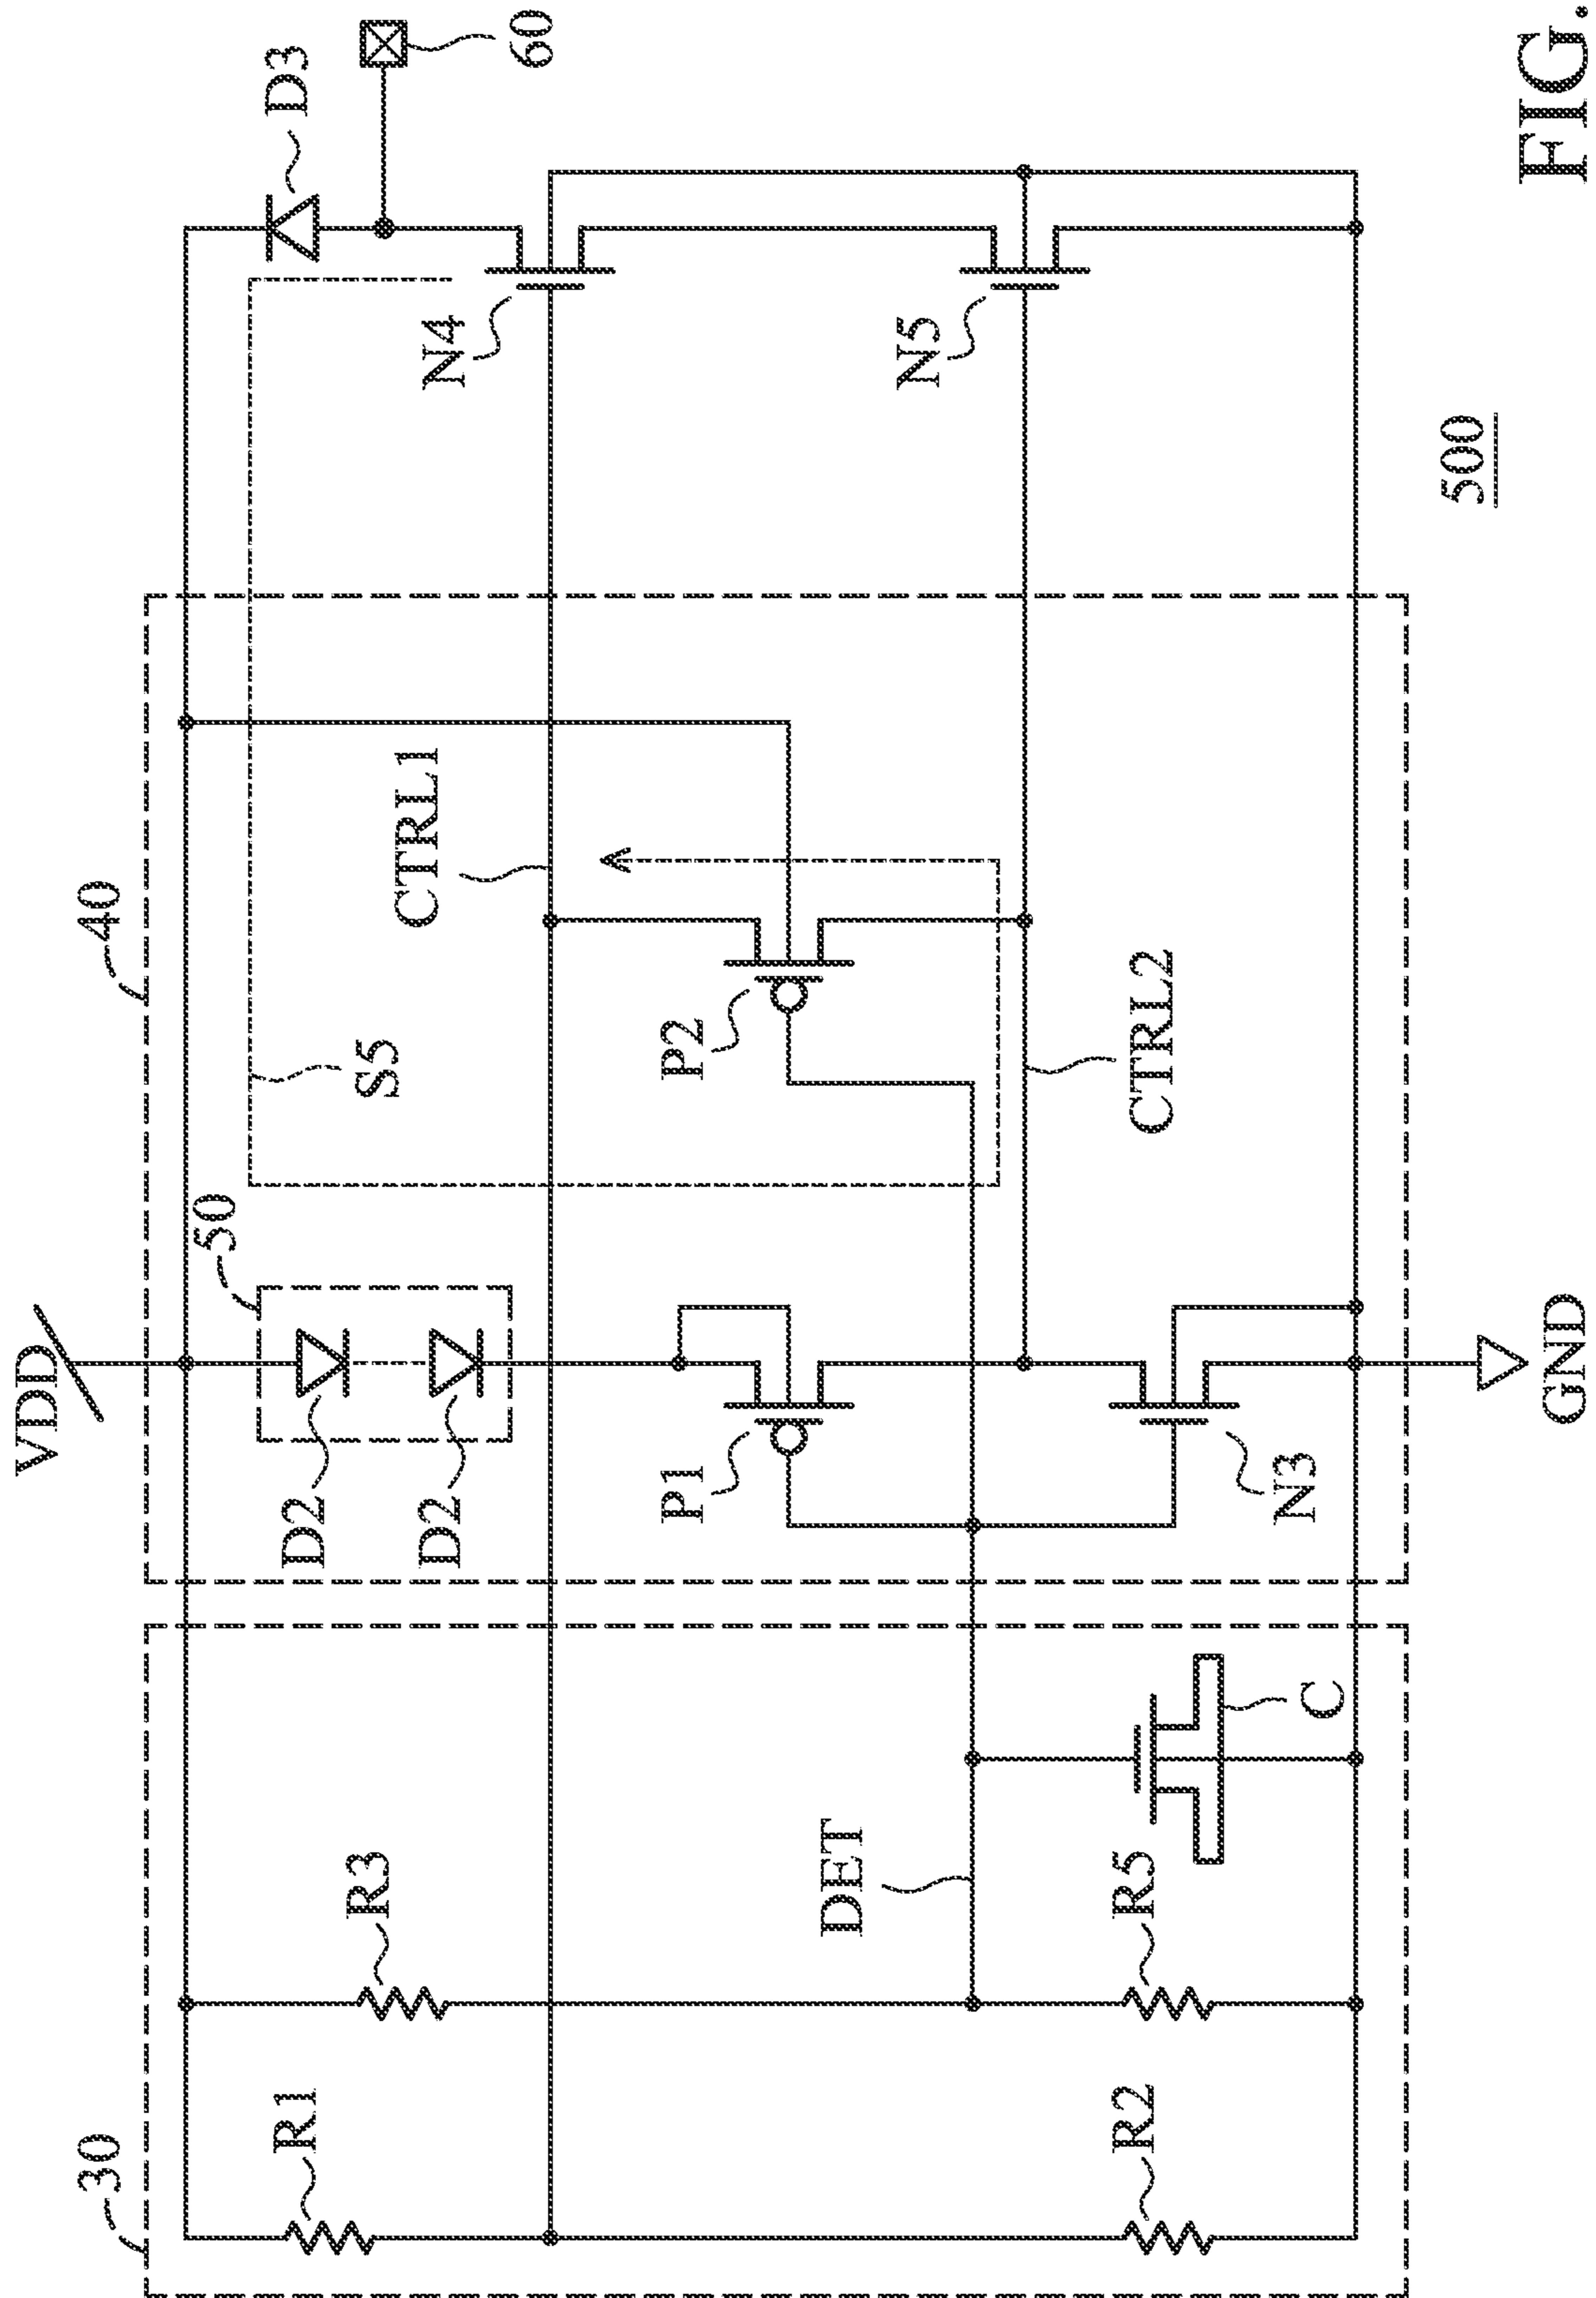 30
40
VDD
50
D3
60
R1
R3
D2
D2
S5
CTRL1
N4
DET
P1
P2
R2
R5
C
N3
CTRL2
N5
GND
500
FIG.